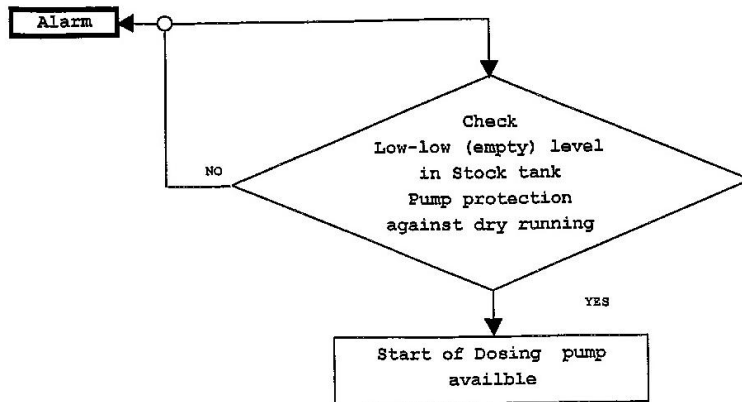 Alarm
Check
Low-low (empty) level
in Stock tank
Pump protection
against dry running
NO
YES
Start of Dosing pump
availble